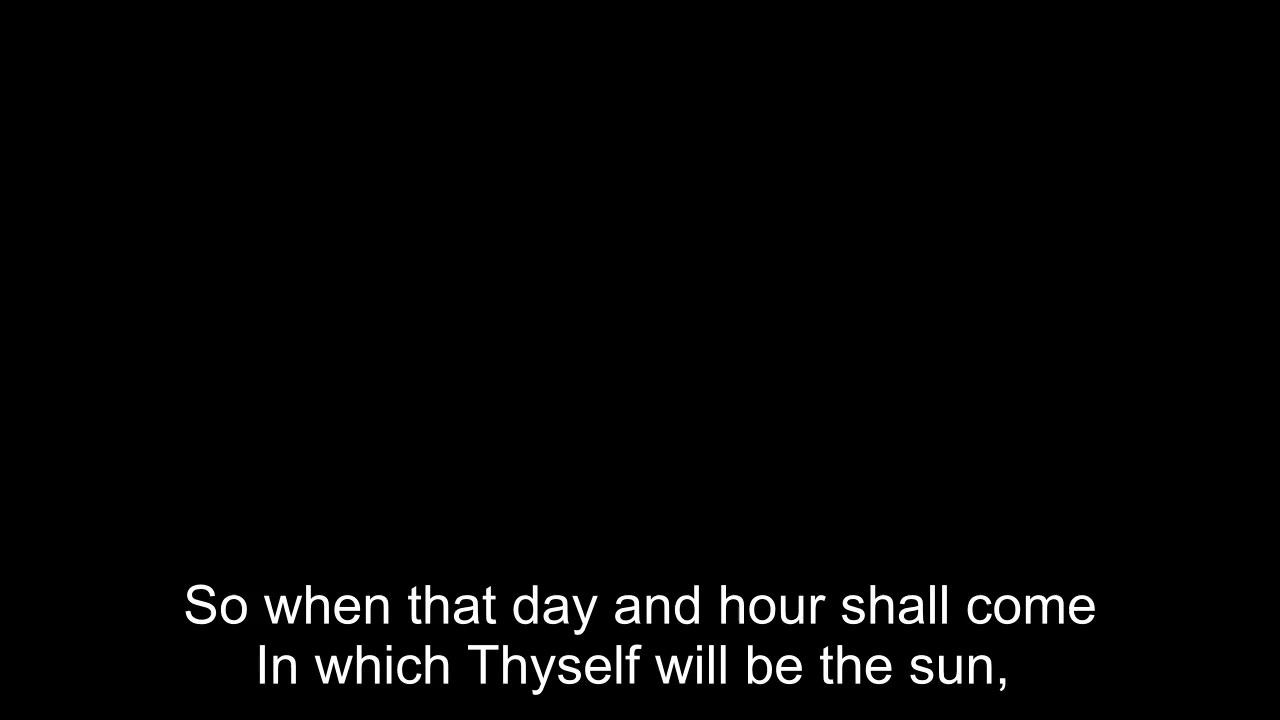 So when that day and hour shall come
In which Thyself will be the sun,